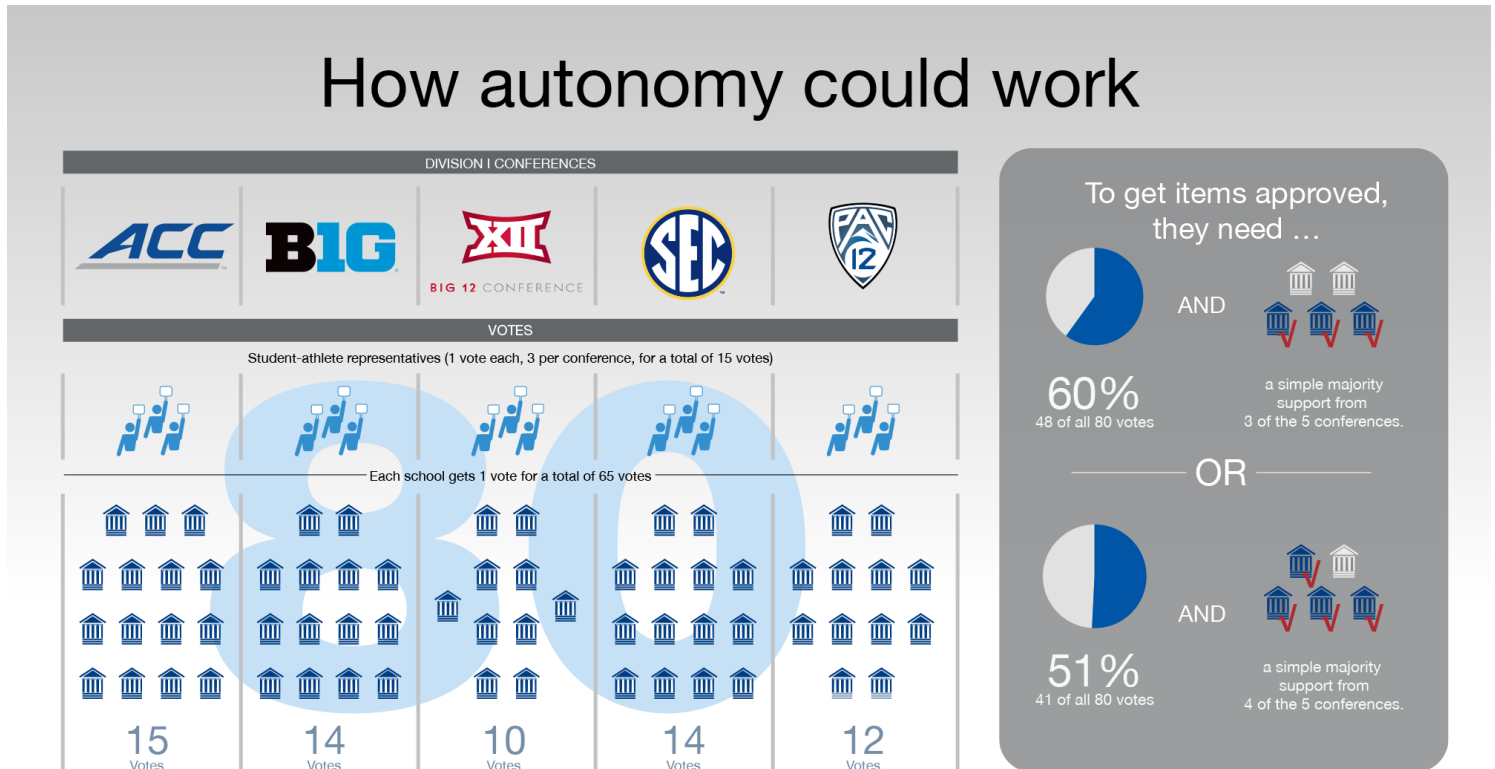 How autonomy could work
DIVISION I CONFERENCES
ACC
B1G
XII
BIG 12 CONFERENCE
SEC
PAC
12
VOTES
Student-athlete representatives (1 vote each, 3 per conference, for a total of 15 votes)
80
Each school gets 1 vote for a total of 65 votes
15
Votes
14
Votes
10
Votes
14
Votes
12
Votes
To get items approved,
they need ...
AND
60%
48 of all 80 votes
a simple majority
support from
3 of the 5 conferences.
OR
AND
51%
41 of all 80 votes
a simple majority
support from
4 of the 5 conferences.